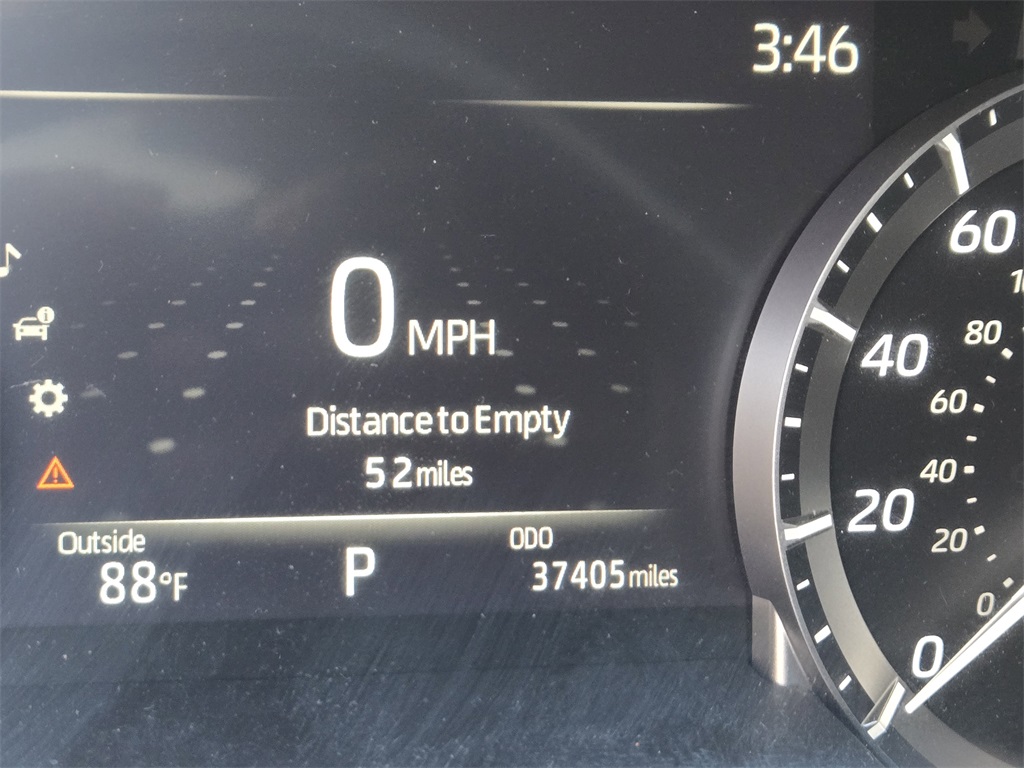 3:46
0 MPH
Distance to Empty
52 miles
Outside
88°F
P
ODO
37405 miles
60
80
40
60
40
20
20
0
0